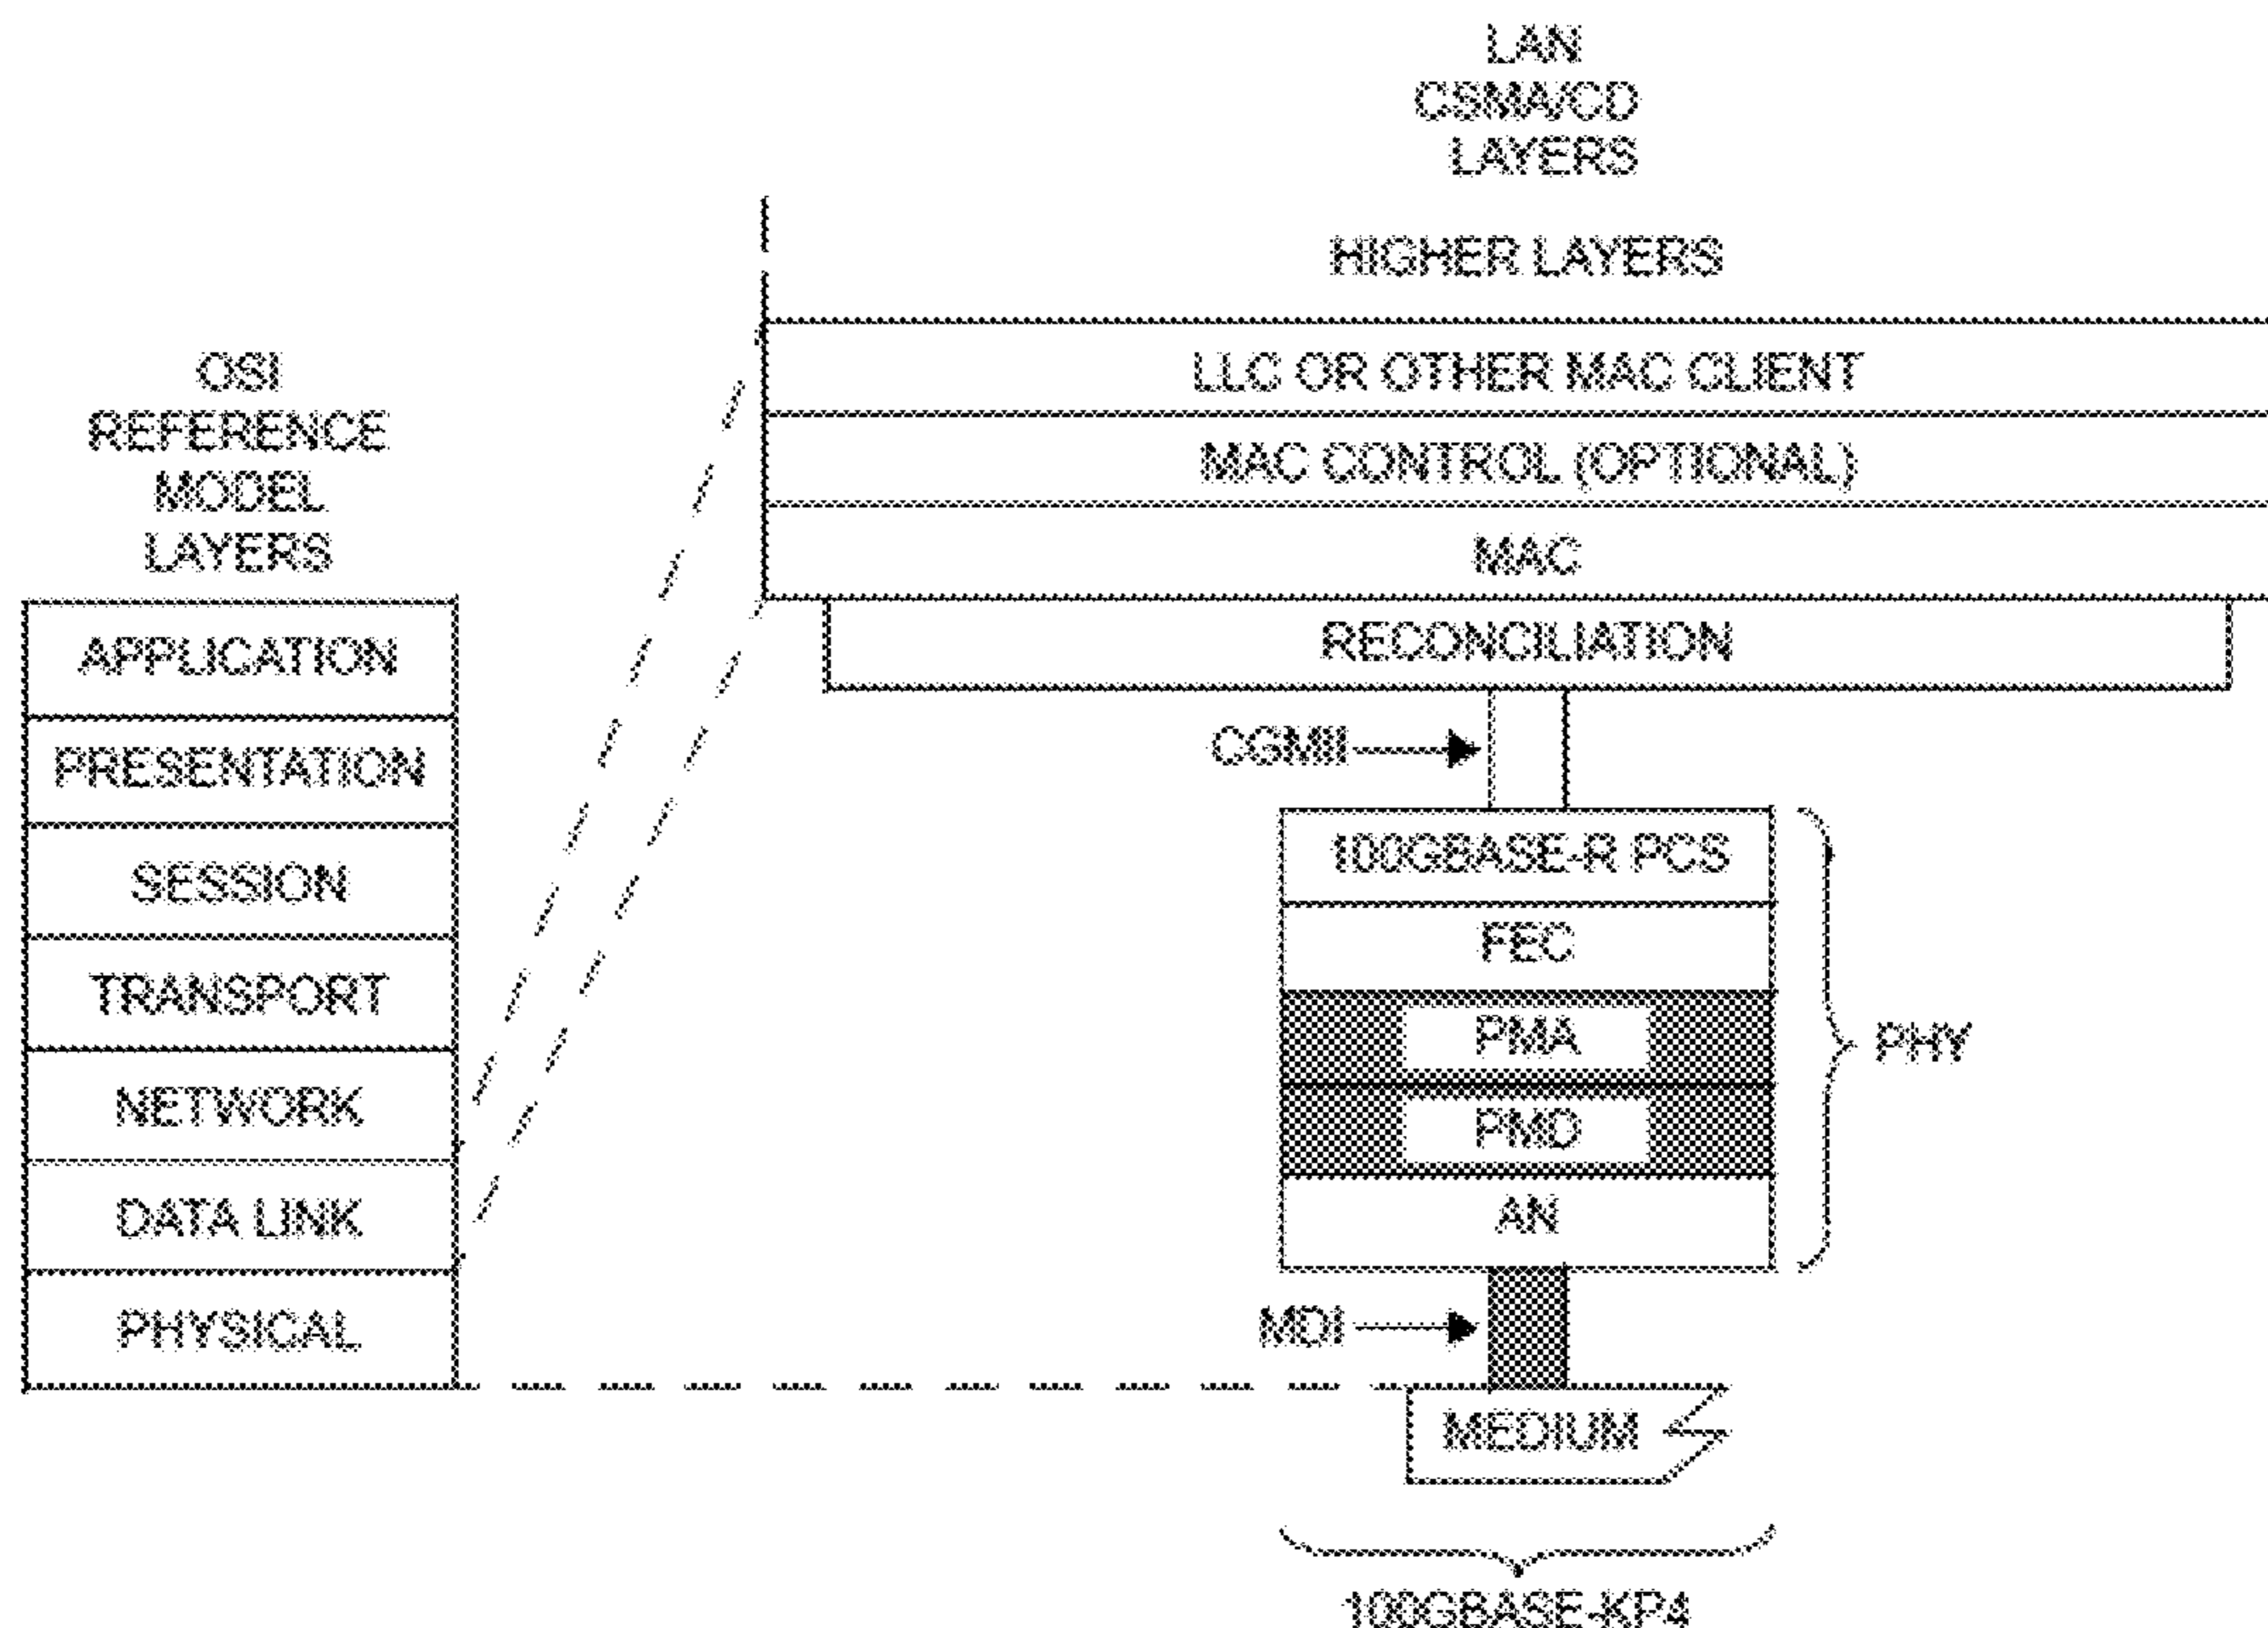 LAN
CSMA/CD
LAYERS
HIGHER LAYERS
LLC OR OTHER MAC CLIENT
MAC CONTROL (OPTIONAL)
MAC
RECONCILIATION
OSI
REFERENCE
MODEL
LAYERS
APPLICATION
PRESENTATION
SESSION
TRANSPORT
NETWORK
DATA LINK
PHYSICAL
CGMII
100GBASE-R PCS
FEC
PMA
PMD
AN
PHY
MDI
MEDIUM
100GBASE-KP4